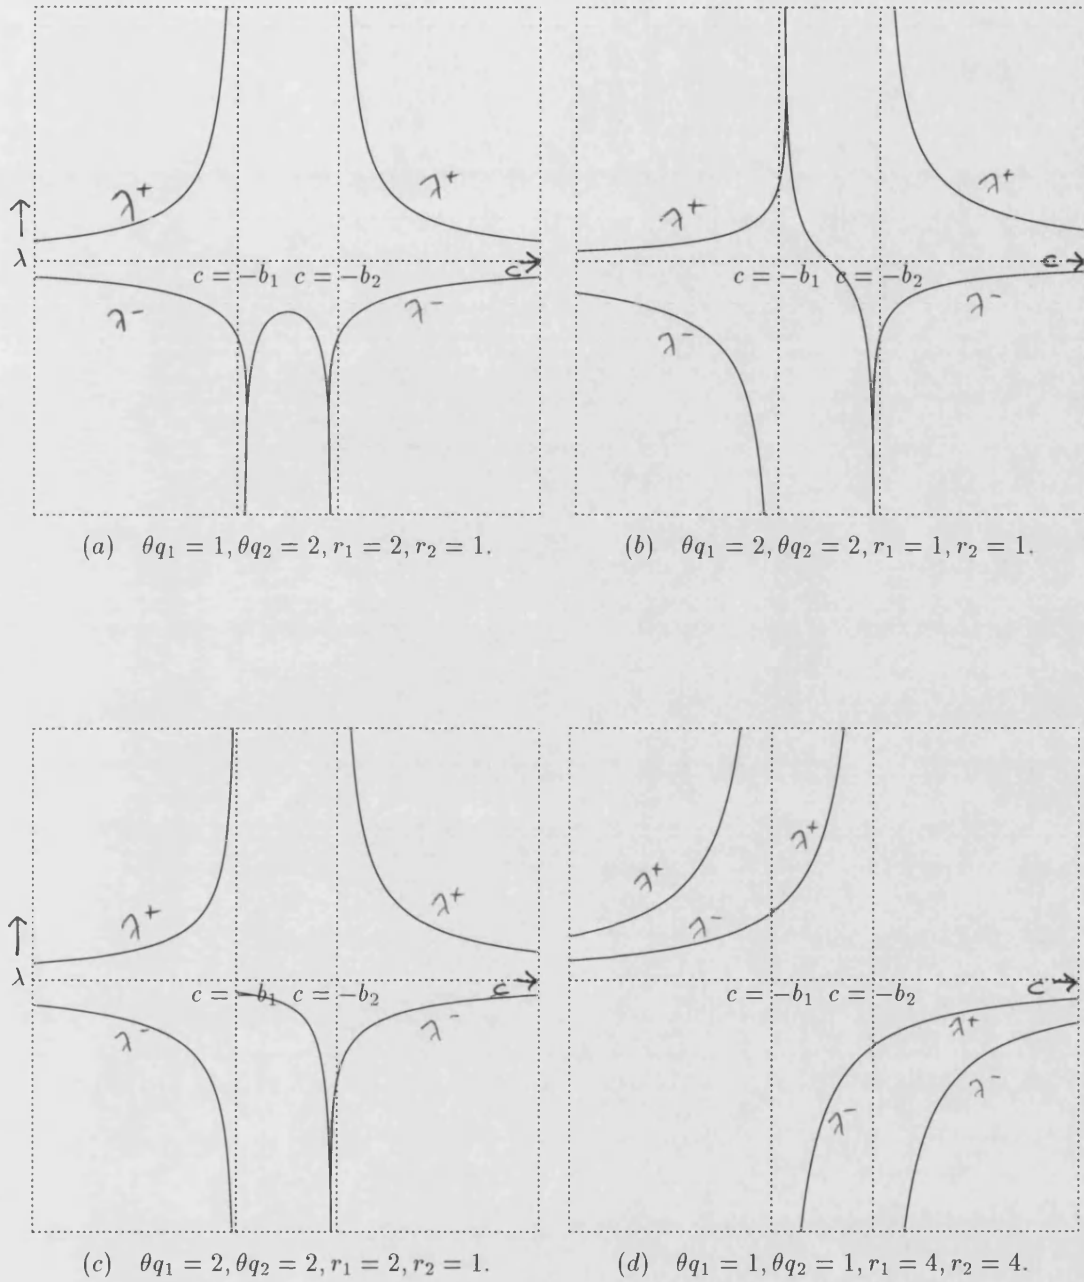 λ⁺ λ⁺
↑
λ c→
c = −b₁ c = −b₂
λ⁻ λ⁻
(a) θq₁ = 1, θq₂ = 2, r₁ = 2, r₂ = 1.
λ⁺ λ⁺
c→
c = −b₁ c = −b₂
λ⁻ λ⁻
(b) θq₁ = 2, θq₂ = 2, r₁ = 1, r₂ = 1.
λ⁺ λ⁺
↑
λ
c = −b₁ c = −b₂ c→
λ⁻ λ⁻
(c) θq₁ = 2, θq₂ = 2, r₁ = 2, r₂ = 1.
λ⁺ λ⁺
λ⁻
c = −b₁ c = −b₂ c→
λ⁺
λ⁻ λ⁻
(d) θq₁ = 1, θq₂ = 1, r₁ = 4, r₂ = 4.